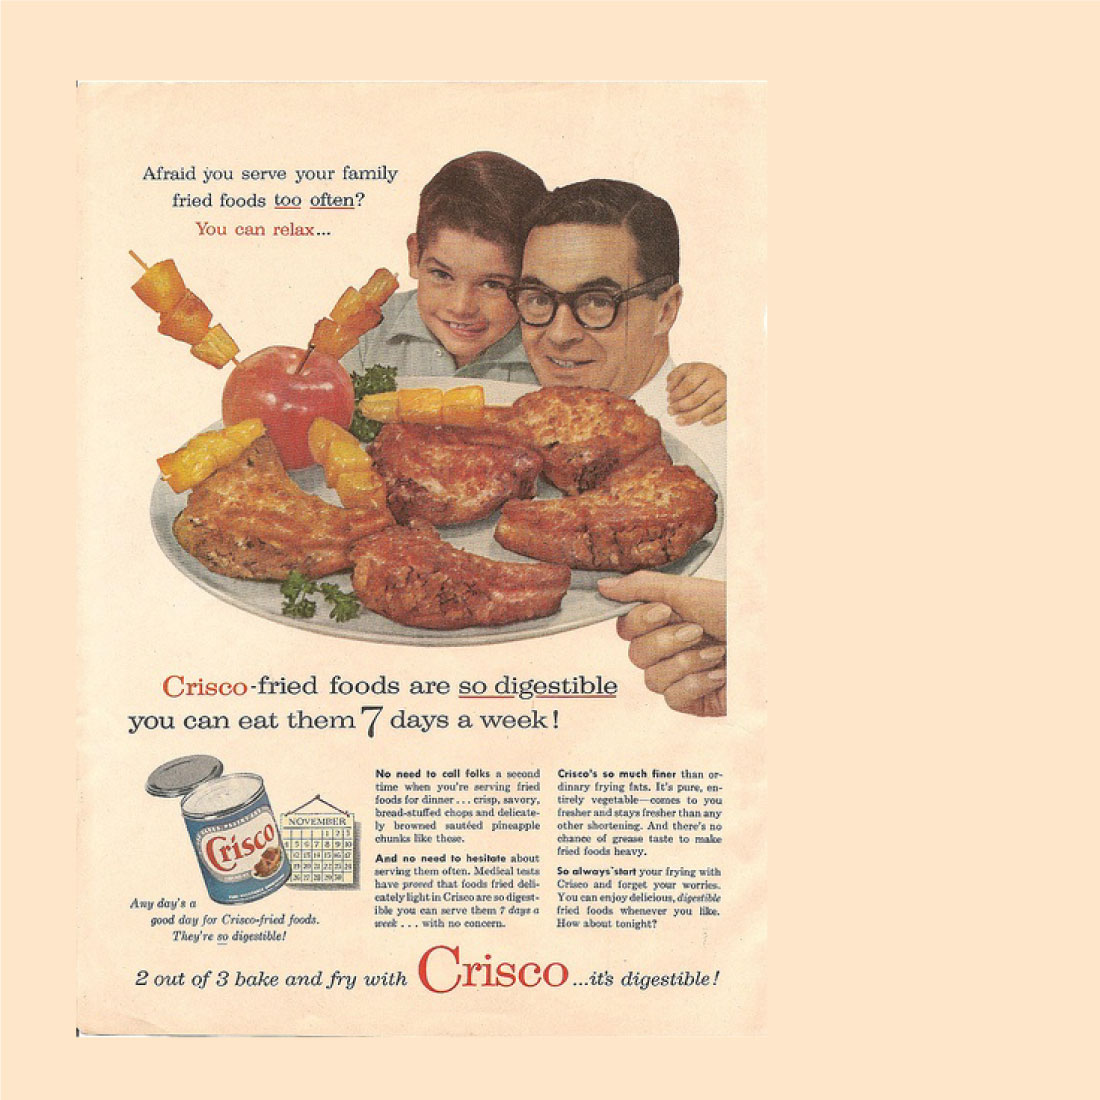 Afraid you serve your family
fried foods too often?
You can relax...
Crisco-fried foods are so digestible
you can eat them 7 days a week!
Crisco
NOVEMBER
Any day's a
good day for Crisco-fried foods.
They're so digestible!
No need to call folks a second
time when you're serving fried
foods for dinner . . . crisp, savory,
bread-stuffed chops and delicate-
ly browned sautéed pineapple
chunks like these.
And no need to hesitate about
serving them often. Medical tests
have proved that foods fried deli-
cately light in Crisco are so digest-
ible you can serve them 7 days a
week . . . with no concern.
Crisco's so much finer than or-
dinary frying fats. It's pure, en-
tirely vegetable—comes to you
fresher and stays fresher than any
other shortening. And there's no
chance of grease taste to make
fried foods heavy.
So always start your frying with
Crisco and forget your worries.
You can enjoy delicious, digestible
fried foods whenever you like.
How about tonight?
2 out of 3 bake and fry with Crisco ...it's digestible!